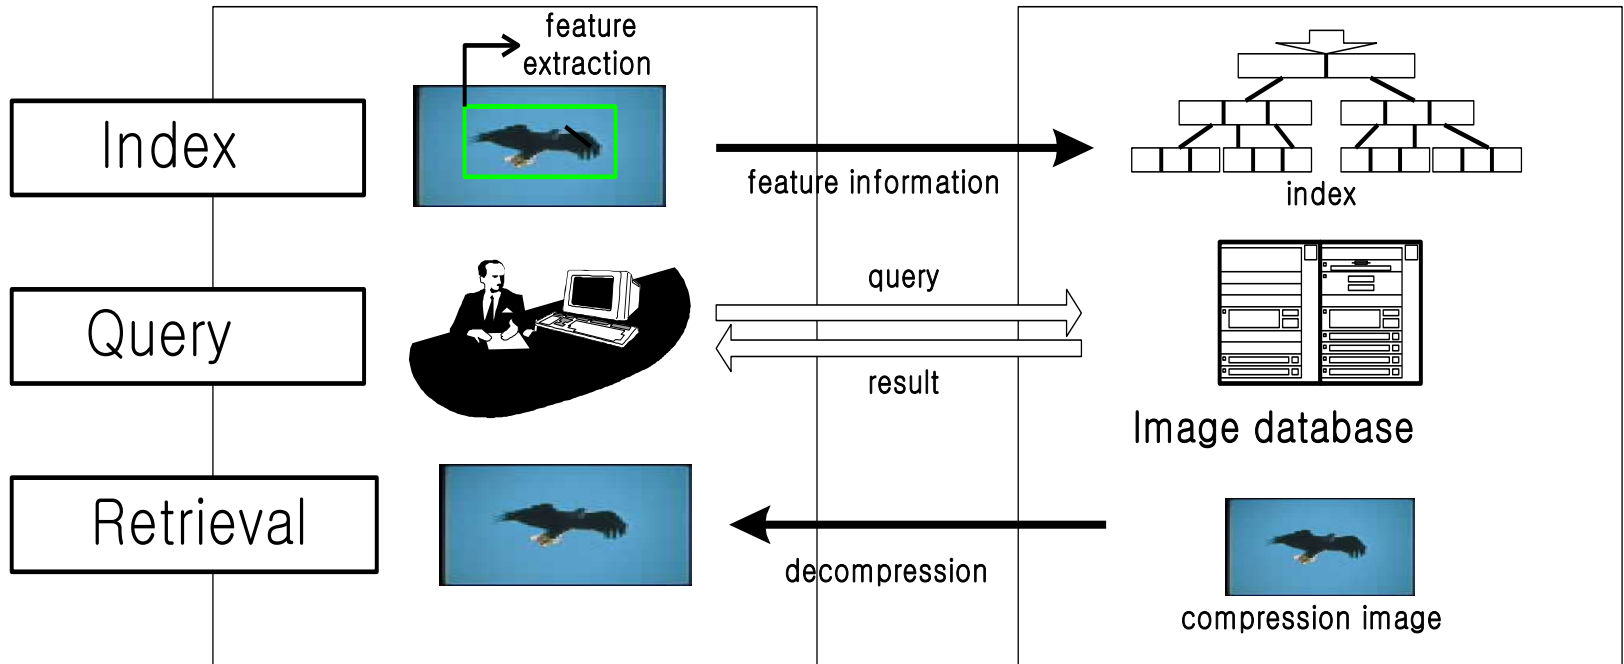 feature
extraction
Index
feature information
index
Query
query
result
Image database
Retrieval
decompression
compression image